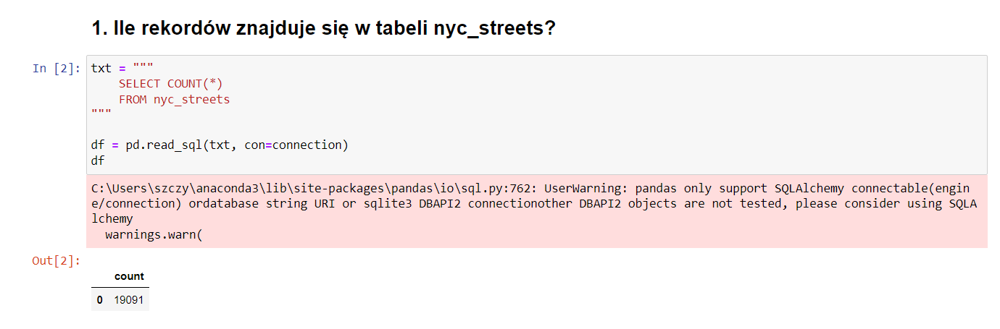 1. Ile rekordów znajduje się w tabeli nyc_streets?
In [2]: txt = """
SELECT COUNT(*)
FROM nyc_streets
"""
df = pd.read_sql(txt, con=connection)
df
C:\Users\szczy\anaconda3\lib\site-packages\pandas\io\sql.py:762: UserWarning: pandas only support SQLAlchemy connectable(engin
e/connection) ordatabase string URI or sqlite3 DBAPI2 connectionother DBAPI2 objects are not tested, please consider using SQLA
lchemy
warnings.warn(
Out[2]:
count
0 19091